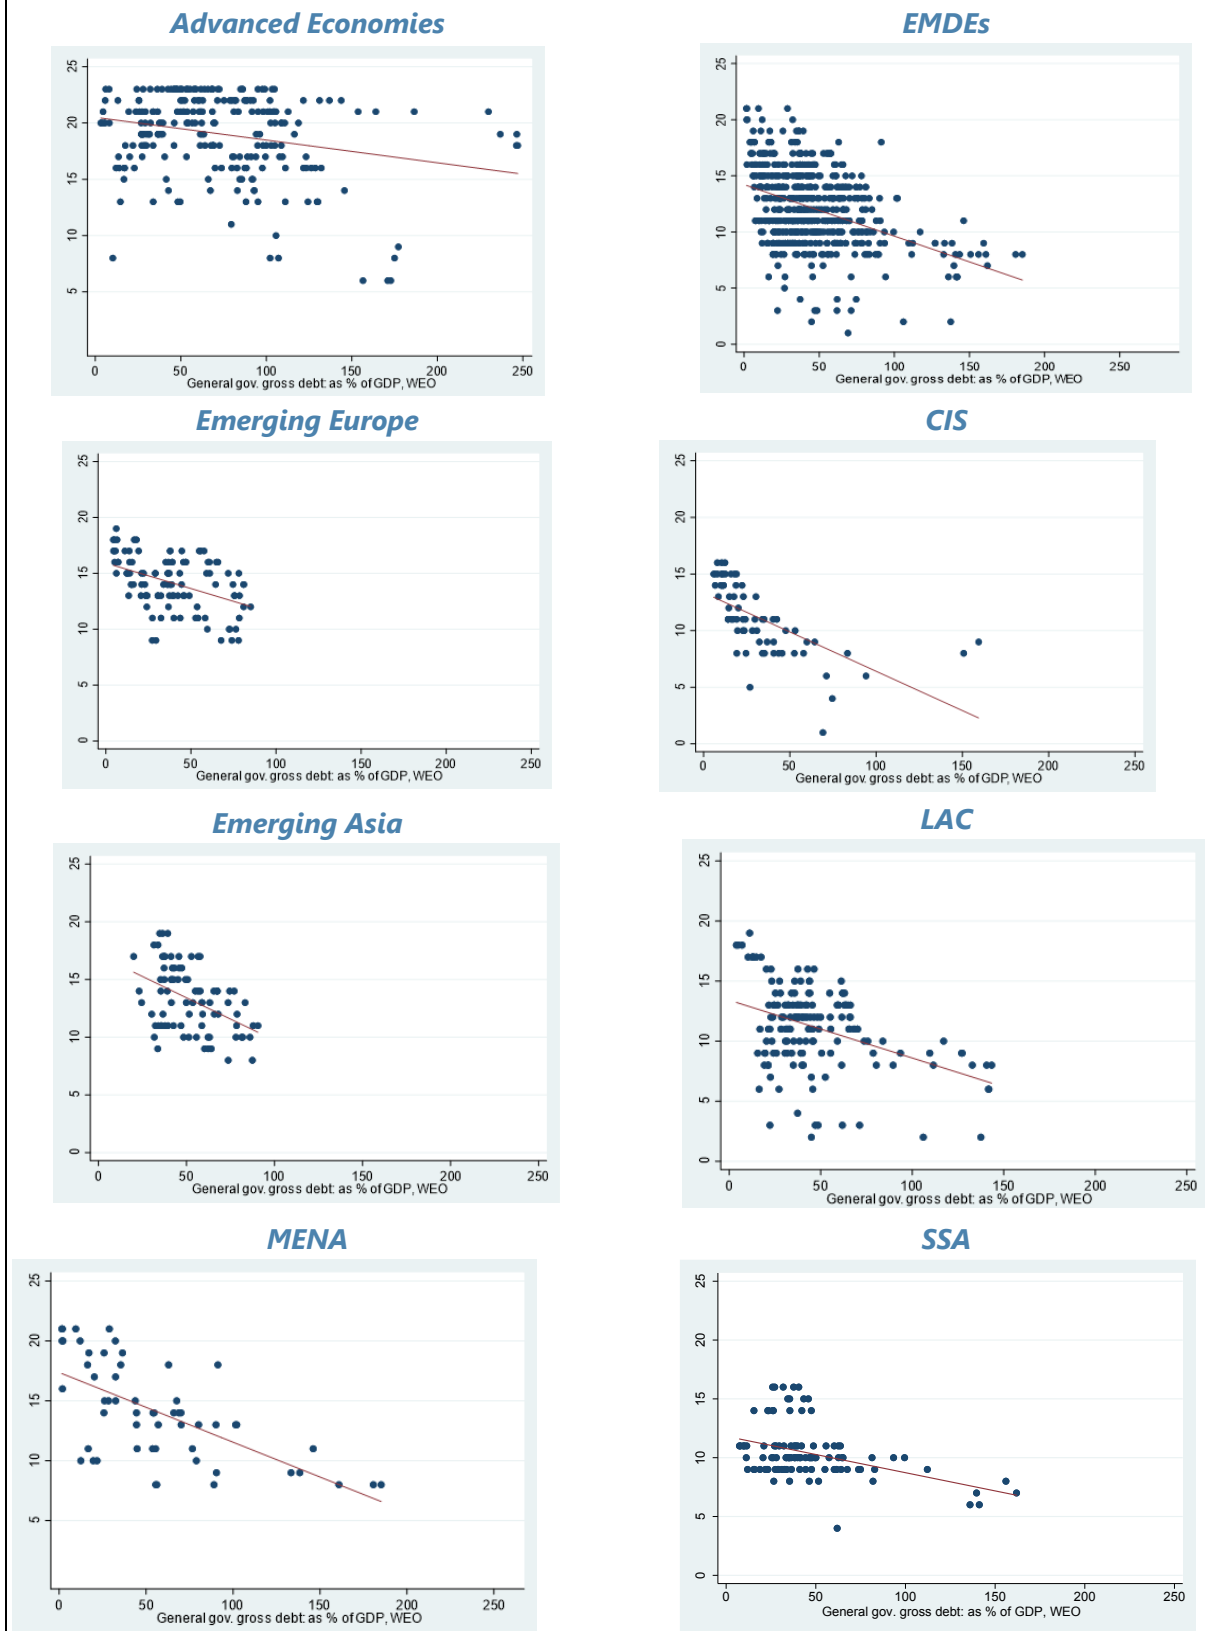 Advanced Economies
25
20
15
10
5
0 50 100 150 200 250
General gov. gross debt: as % of GDP, WEO
EMDEs
25
20
15
10
5
0
0 50 100 150 200 250
General gov. gross debt: as % of GDP, WEO
Emerging Europe
25
20
15
10
5
0
0 50 100 150 200 250
General gov. gross debt: as % of GDP, WEO
CIS
25
20
15
10
5
0
0 50 100 150 200 250
General gov. gross debt: as % of GDP, WEO
Emerging Asia
25
20
15
10
5
0
0 50 100 150 200 250
General gov. gross debt: as % of GDP, WEO
LAC
25
20
15
10
5
0
0 50 100 150 200 250
General gov. gross debt: as % of GDP, WEO
MENA
25
20
15
10
5
0 50 100 150 200 250
General gov. gross debt: as % of GDP, WEO
SSA
25
20
15
10
5
0
0 50 100 150 200 250
General gov. gross debt: as % of GDP, WEO